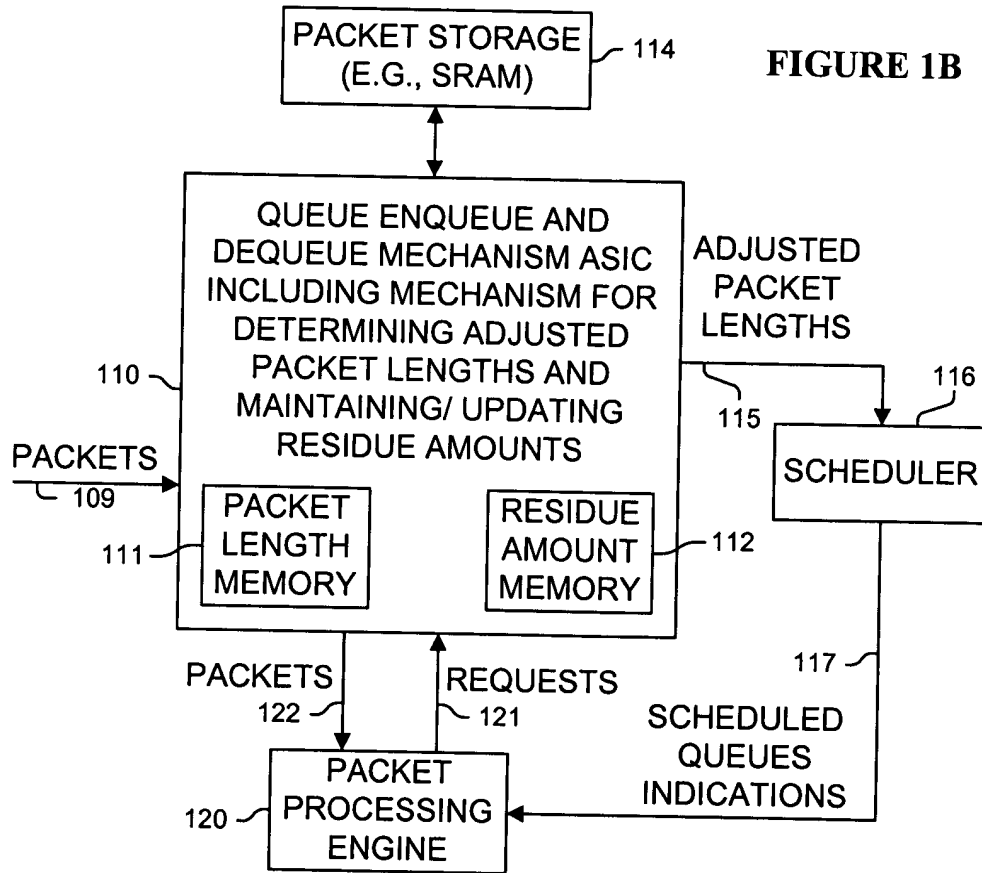 PACKET STORAGE
(E.G., SRAM)
114
FIGURE 1B
QUEUE ENQUEUE AND
DEQUEUE MECHANISM ASIC
INCLUDING MECHANISM FOR
DETERMINING ADJUSTED
PACKET LENGTHS AND
MAINTAINING/ UPDATING
RESIDUE AMOUNTS
110
ADJUSTED
PACKET
LENGTHS
115
116
SCHEDULER
PACKETS
109
PACKET
LENGTH
MEMORY
111
RESIDUE
AMOUNT
MEMORY
112
PACKETS
122
REQUESTS
121
117
SCHEDULED
QUEUES
INDICATIONS
PACKET
PROCESSING
ENGINE
120